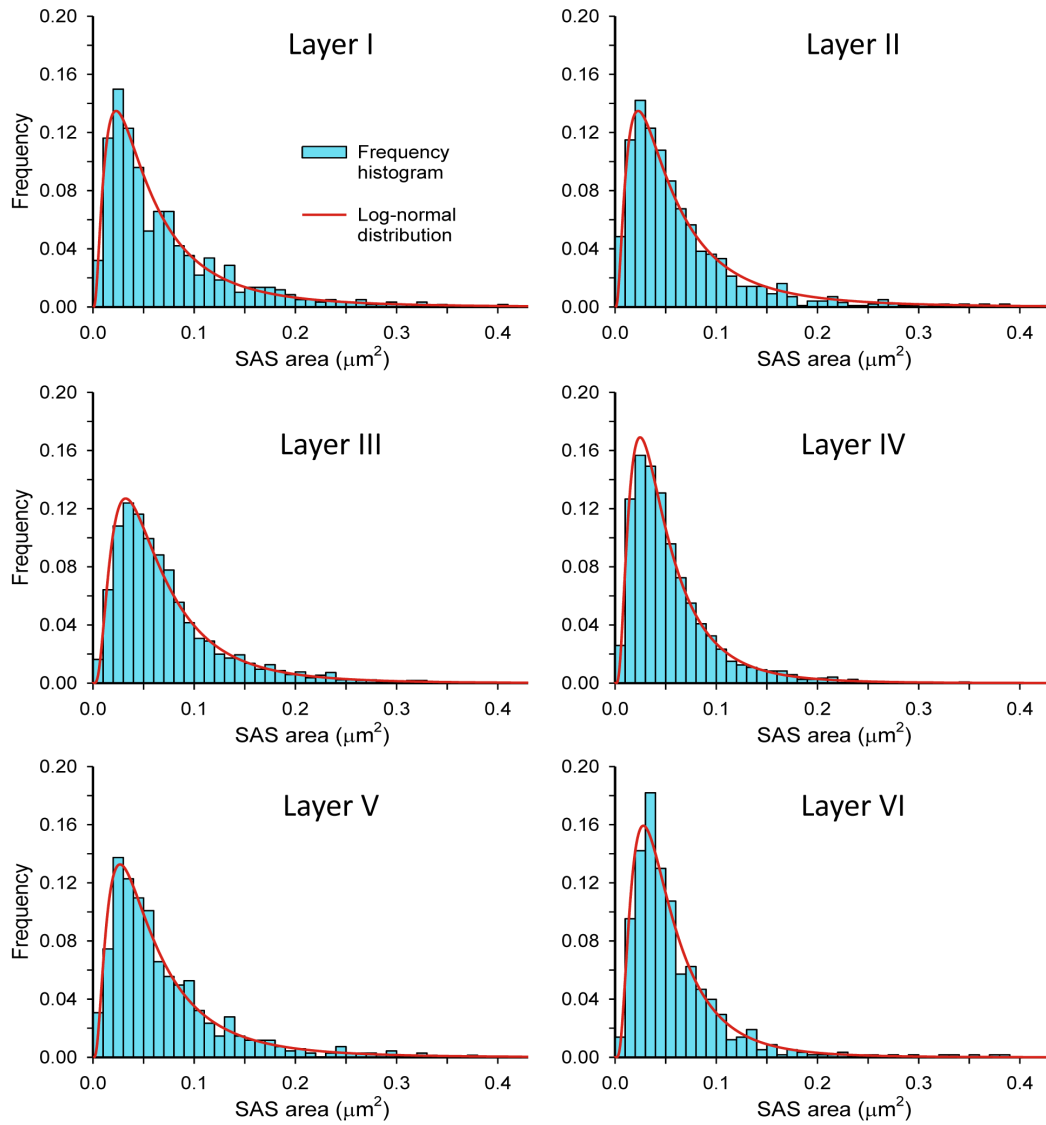 Layer I
0.20
0.16
0.12
0.08
0.04
0.00
Frequency
Frequency
histogram
Log-normal
distribution
0.0 0.1 0.2 0.3 0.4
SAS area (μm²)
Layer II
0.20
0.16
0.12
0.08
0.04
0.00
Frequency
0.0 0.1 0.2 0.3 0.4
SAS area (μm²)
Layer III
0.20
0.16
0.12
0.08
0.04
0.00
Frequency
0.0 0.1 0.2 0.3 0.4
SAS area (μm²)
Layer IV
0.20
0.16
0.12
0.08
0.04
0.00
Frequency
0.0 0.1 0.2 0.3 0.4
SAS area (μm²)
Layer V
0.20
0.16
0.12
0.08
0.04
0.00
Frequency
0.0 0.1 0.2 0.3 0.4
SAS area (μm²)
Layer VI
0.20
0.16
0.12
0.08
0.04
0.00
Frequency
0.0 0.1 0.2 0.3 0.4
SAS area (μm²)